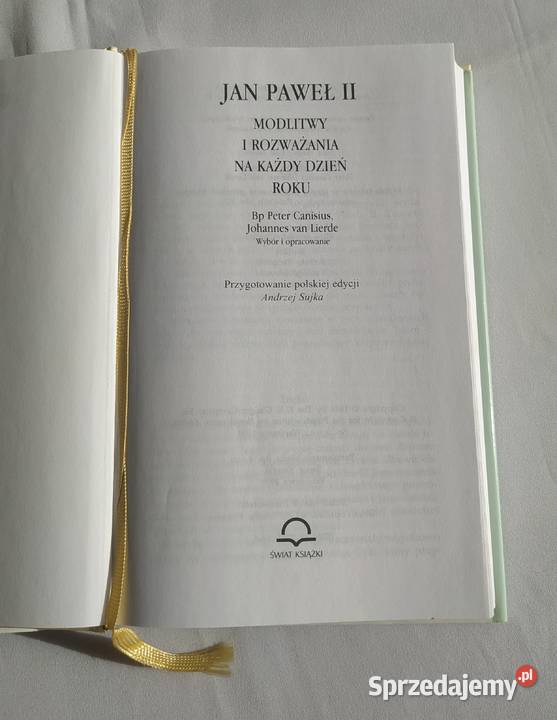 JAN PAWEŁ II
MODLITWY
I ROZWAŻANIA
NA KAŻDY DZIEŃ
ROKU
Bp Peter Canisius,
Johannes van Lierde
Wybór i opracowanie
Przygotowanie polskiej edycji
Andrzej Sujka
ŚWIAT KSIĄŻKI
Sprzedajemy.pl